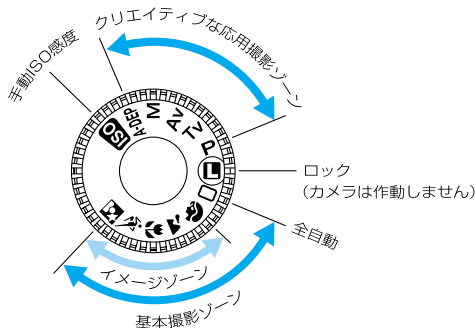 クリエイティブな応用撮影ゾーン
手動ISO感度
ISO
A-DEP
M
Av
Tv
P
L
ロック
(カメラは作動しません)
全自動
イメージゾーン
基本撮影ゾーン